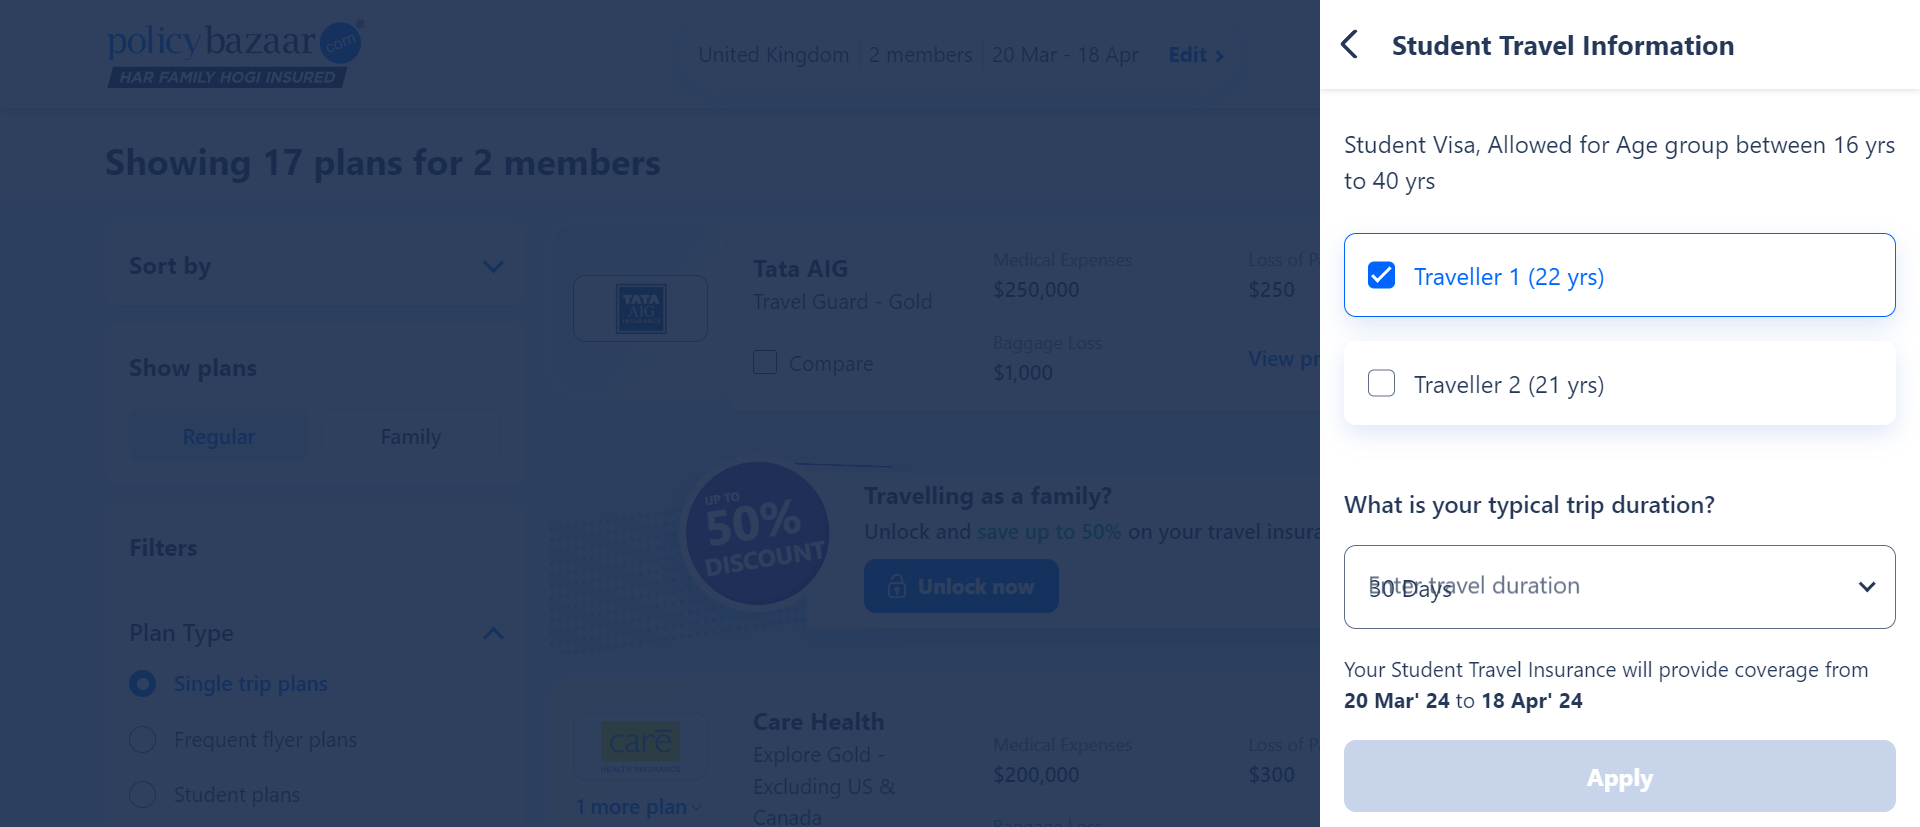 policybazaar com
HAR FAMILY HOGI INSURED
United Kingdom 2 members 20 Mar - 18 Apr Edit
Showing 17 plans for 2 members
Sort by
Show plans
Regular Family
Filters
Plan Type
Single trip plans
Frequent flyer plans
Student plans
TATA
AIG
INSURANCE
Tata AIG
Travel Guard - Gold
Compare
Medical Expenses
$250,000
Baggage Loss
$1,000
Loss of P
$250
View pr
UP TO
50%
DISCOUNT
Travelling as a family?
Unlock and save up to 50% on your travel insura
Unlock now
care
HEALTH INSURANCE
1 more plan
Care Health
Explore Gold -
Excluding US &
Canada
Medical Expenses
$200,000
Baggage Loss
Loss of P
$300
Student Travel Information
Student Visa, Allowed for Age group between 16 yrs
to 40 yrs
Traveller 1 (22 yrs)
Traveller 2 (21 yrs)
What is your typical trip duration?
Enter travel duration
30 Days
Your Student Travel Insurance will provide coverage from
20 Mar' 24 to 18 Apr' 24
Apply